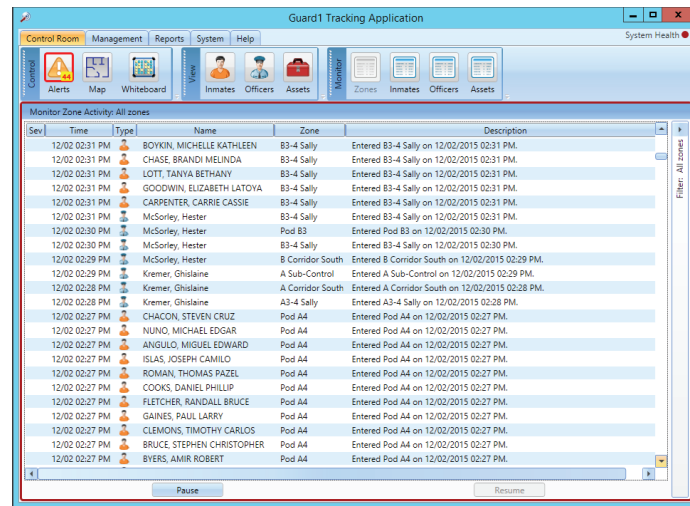 Guard1 Tracking Application
Control Room Management Reports System Help System Health
Control
44
Alerts Map Whiteboard
View
Inmates Officers Assets
Monitor
Zones Inmates Officers Assets
Monitor Zone Activity: All zones
Sev Time Type Name Zone Description
12/02 02:31 PM BOYKIN, MICHELLE KATHLEEN B3-4 Sally Entered B3-4 Sally on 12/02/2015 02:31 PM.
12/02 02:31 PM CHASE, BRANDI MELINDA B3-4 Sally Entered B3-4 Sally on 12/02/2015 02:31 PM.
12/02 02:31 PM LOTT, TANYA BETHANY B3-4 Sally Entered B3-4 Sally on 12/02/2015 02:31 PM.
12/02 02:31 PM GOODWIN, ELIZABETH LATOYA B3-4 Sally Entered B3-4 Sally on 12/02/2015 02:31 PM.
12/02 02:31 PM CARPENTER, CARRIE CASSIE B3-4 Sally Entered B3-4 Sally on 12/02/2015 02:31 PM.
12/02 02:31 PM McSorley, Hester B3-4 Sally Entered B3-4 Sally on 12/02/2015 02:31 PM.
12/02 02:30 PM McSorley, Hester Pod B3 Entered Pod B3 on 12/02/2015 02:30 PM.
12/02 02:30 PM McSorley, Hester B3-4 Sally Entered B3-4 Sally on 12/02/2015 02:30 PM.
12/02 02:29 PM McSorley, Hester B Corridor South Entered B Corridor South on 12/02/2015 02:29 PM.
12/02 02:29 PM Kremer, Ghislaine A Sub-Control Entered A Sub-Control on 12/02/2015 02:29 PM.
12/02 02:28 PM Kremer, Ghislaine A Corridor South Entered A Corridor South on 12/02/2015 02:28 PM.
12/02 02:28 PM Kremer, Ghislaine A3-4 Sally Entered A3-4 Sally on 12/02/2015 02:28 PM.
12/02 02:27 PM CHACON, STEVEN CRUZ Pod A4 Entered Pod A4 on 12/02/2015 02:27 PM.
12/02 02:27 PM NUNO, MICHAEL EDGAR Pod A4 Entered Pod A4 on 12/02/2015 02:27 PM.
12/02 02:27 PM ANGULO, MIGUEL EDWARD Pod A4 Entered Pod A4 on 12/02/2015 02:27 PM.
12/02 02:27 PM ISLAS, JOSEPH CAMILO Pod A4 Entered Pod A4 on 12/02/2015 02:27 PM.
12/02 02:27 PM ROMAN, THOMAS PAZEL Pod A4 Entered Pod A4 on 12/02/2015 02:27 PM.
12/02 02:27 PM COOKS, DANIEL PHILLIP Pod A4 Entered Pod A4 on 12/02/2015 02:27 PM.
12/02 02:27 PM FLETCHER, RANDALL BRUCE Pod A4 Entered Pod A4 on 12/02/2015 02:27 PM.
12/02 02:27 PM GAINES, PAUL LARRY Pod A4 Entered Pod A4 on 12/02/2015 02:27 PM.
12/02 02:27 PM CLEMONS, TIMOTHY CARLOS Pod A4 Entered Pod A4 on 12/02/2015 02:27 PM.
12/02 02:27 PM BRUCE, STEPHEN CHRISTOPHER Pod A4 Entered Pod A4 on 12/02/2015 02:27 PM.
12/02 02:27 PM BYERS, AMIR ROBERT Pod A4 Entered Pod A4 on 12/02/2015 02:27 PM.
Filter: All zones
Pause Resume